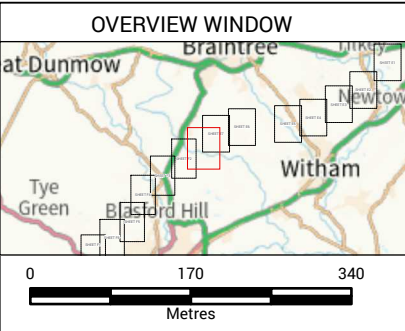 OVERVIEW WINDOW
Braintree
at Dunmow
Newtow
Witham
Tye
Green
Blasford Hill
0 170 340
Metres